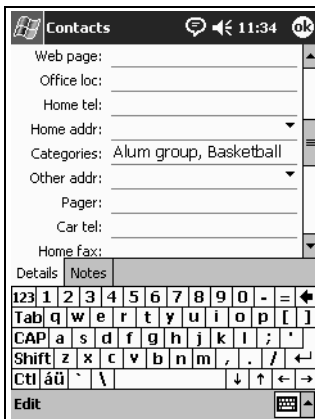 Contacts 11:34 ok
Web page:
Office loc:
Home tel:
Home addr:
Categories: Alum group, Basketball
Other addr:
Pager:
Car tel:
Home fax:
Details Notes
123 1 2 3 4 5 6 7 8 9 0 - =
Tab q w e r t y u i o p [ ]
CAP a s d f g h j k l ; '
Shift z x c v b n m , . /
Ctl áü ` \
Edit